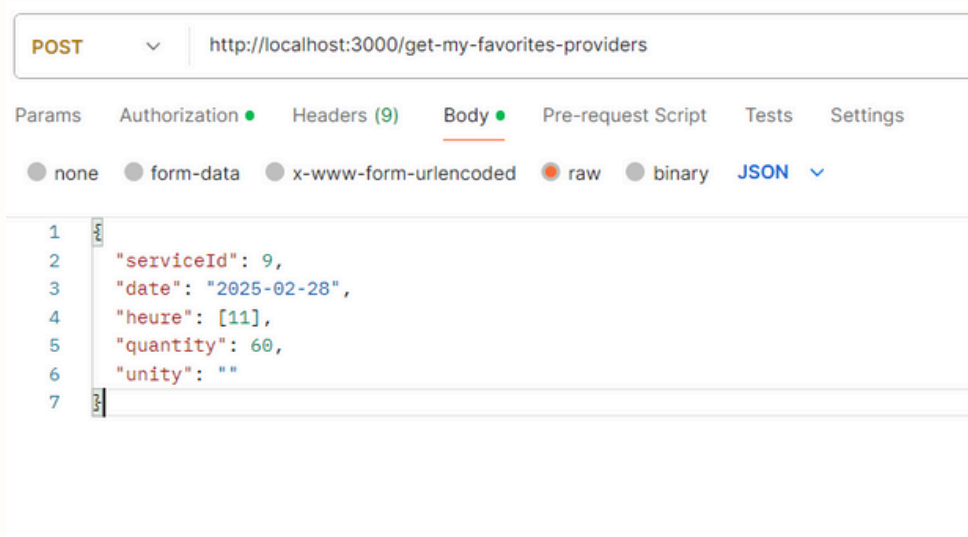 POST http://localhost:3000/get-my-favorites-providers
Params Authorization Headers (9) Body Pre-request Script Tests Settings
none form-data x-www-form-urlencoded raw binary JSON
1 {
2 "serviceId": 9,
3 "date": "2025-02-28",
4 "heure": [11],
5 "quantity": 60,
6 "unity": ""
7 }